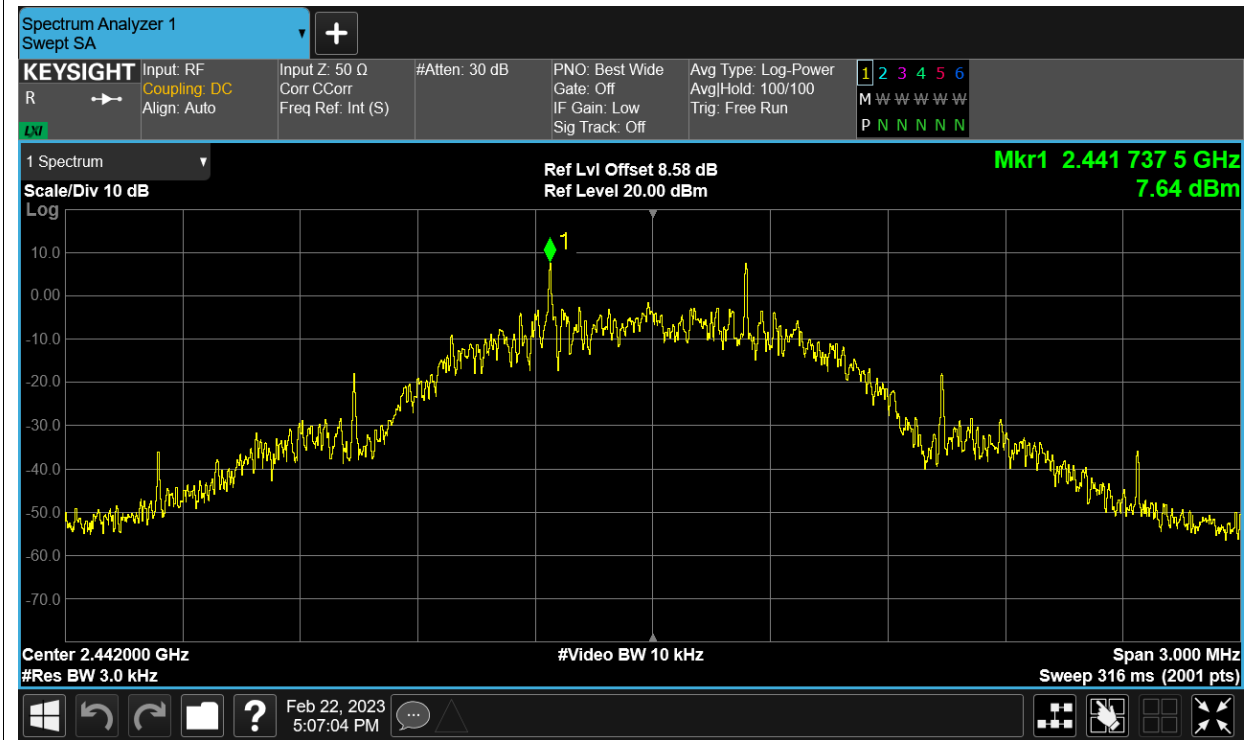 Spectrum Analyzer 1
Swept SA
KEYSIGHT
R
LXI
Input: RF
Coupling: DC
Align: Auto
Input Z: 50 Ω
Corr CCorr
Freq Ref: Int (S)
#Atten: 30 dB
PNO: Best Wide
Gate: Off
IF Gain: Low
Sig Track: Off
Avg Type: Log-Power
Avg|Hold: 100/100
Trig: Free Run
1 2 3 4 5 6
M W W W W W
P N N N N N
1 Spectrum
Scale/Div 10 dB
Log
Ref Lvl Offset 8.58 dB
Ref Level 20.00 dBm
Mkr1 2.441 737 5 GHz
7.64 dBm
1
10.0
0.00
-10.0
-20.0
-30.0
-40.0
-50.0
-60.0
-70.0
Center 2.442000 GHz
#Video BW 10 kHz
Span 3.000 MHz
#Res BW 3.0 kHz
Sweep 316 ms (2001 pts)
?
Feb 22, 2023
5:07:04 PM